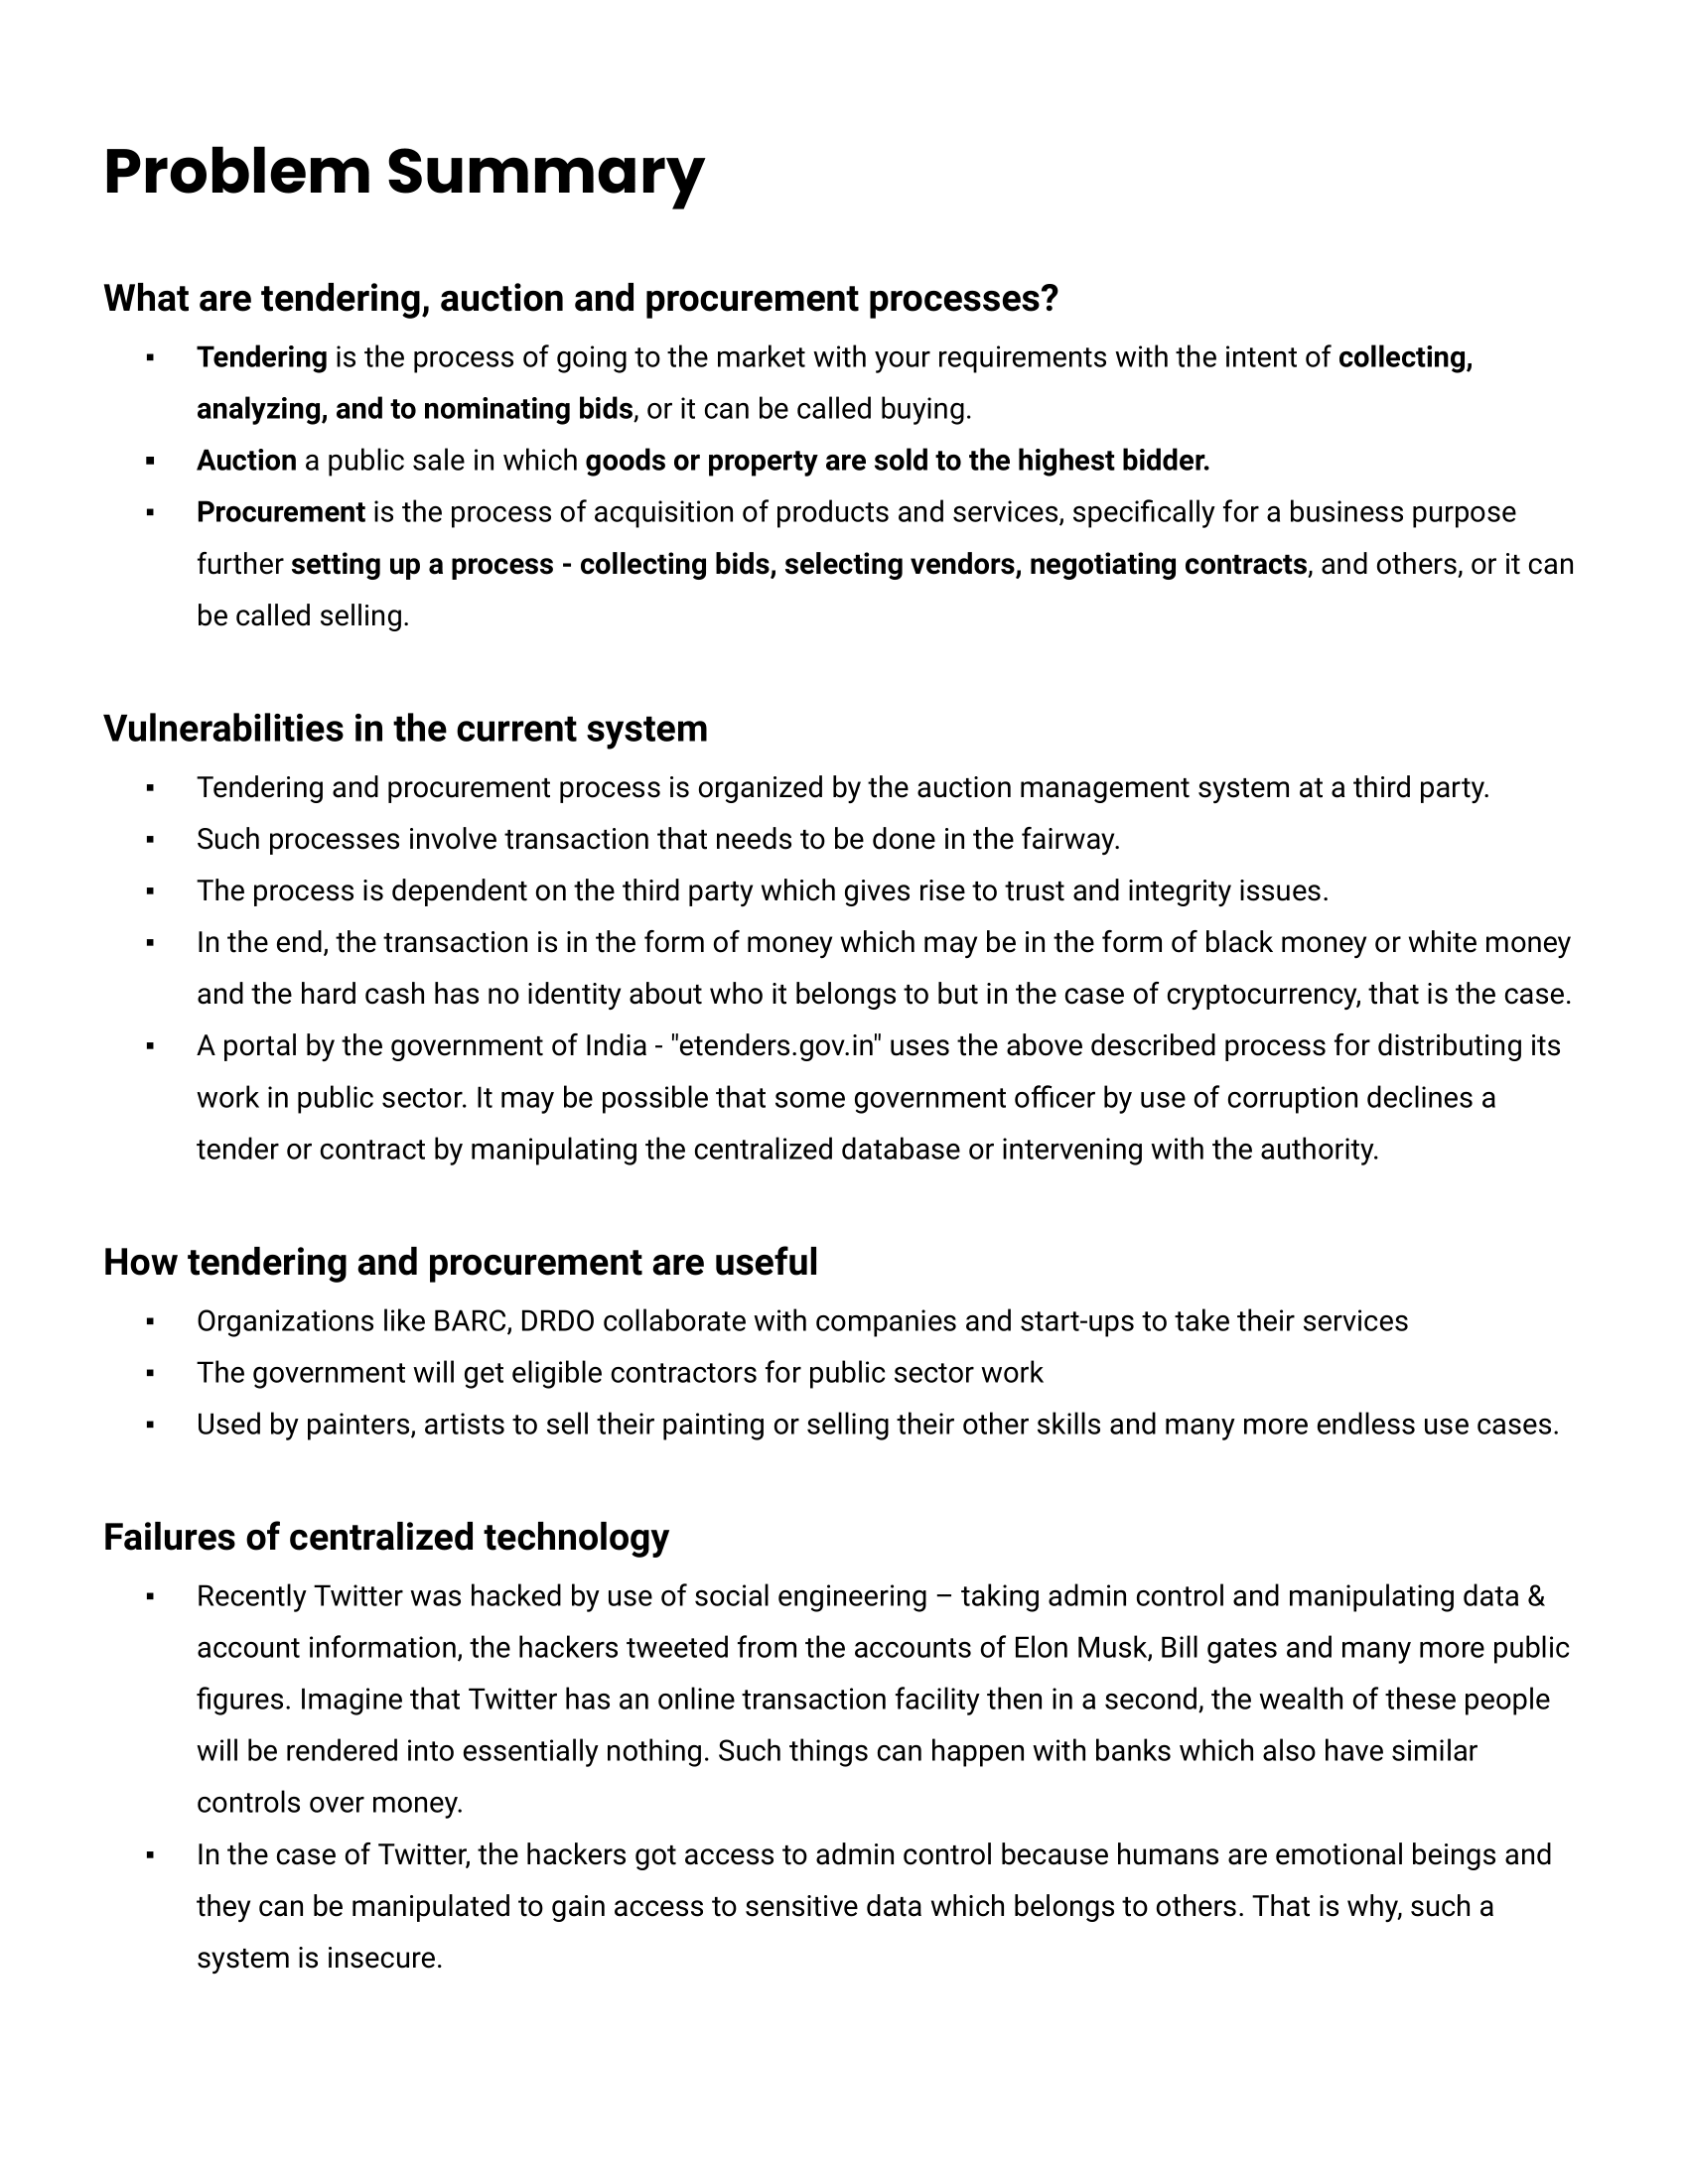 Problem Summary
What are tendering, auction and procurement processes?
▪ Tendering is the process of going to the market with your requirements with the intent of collecting,
analyzing, and to nominating bids, or it can be called buying.
▪ Auction a public sale in which goods or property are sold to the highest bidder.
▪ Procurement is the process of acquisition of products and services, specifically for a business purpose
further setting up a process - collecting bids, selecting vendors, negotiating contracts, and others, or it can
be called selling.
Vulnerabilities in the current system
▪ Tendering and procurement process is organized by the auction management system at a third party.
▪ Such processes involve transaction that needs to be done in the fairway.
▪ The process is dependent on the third party which gives rise to trust and integrity issues.
▪ In the end, the transaction is in the form of money which may be in the form of black money or white money
and the hard cash has no identity about who it belongs to but in the case of cryptocurrency, that is the case.
▪ A portal by the government of India - "etenders.gov.in" uses the above described process for distributing its
work in public sector. It may be possible that some government officer by use of corruption declines a
tender or contract by manipulating the centralized database or intervening with the authority.
How tendering and procurement are useful
▪ Organizations like BARC, DRDO collaborate with companies and start-ups to take their services
▪ The government will get eligible contractors for public sector work
▪ Used by painters, artists to sell their painting or selling their other skills and many more endless use cases.
Failures of centralized technology
▪ Recently Twitter was hacked by use of social engineering – taking admin control and manipulating data &
account information, the hackers tweeted from the accounts of Elon Musk, Bill gates and many more public
figures. Imagine that Twitter has an online transaction facility then in a second, the wealth of these people
will be rendered into essentially nothing. Such things can happen with banks which also have similar
controls over money.
▪ In the case of Twitter, the hackers got access to admin control because humans are emotional beings and
they can be manipulated to gain access to sensitive data which belongs to others. That is why, such a
system is insecure.